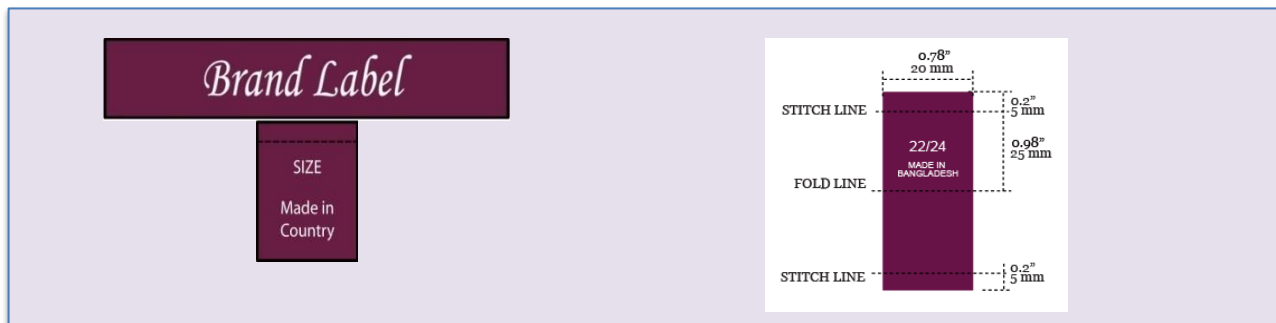 Brand Label
SIZE
Made in
Country
0.78”
20 mm
STITCH LINE
0.2”
5 mm
22/24
MADE IN
BANGLADESH
0.98”
25 mm
FOLD LINE
STITCH LINE
0.2”
5 mm